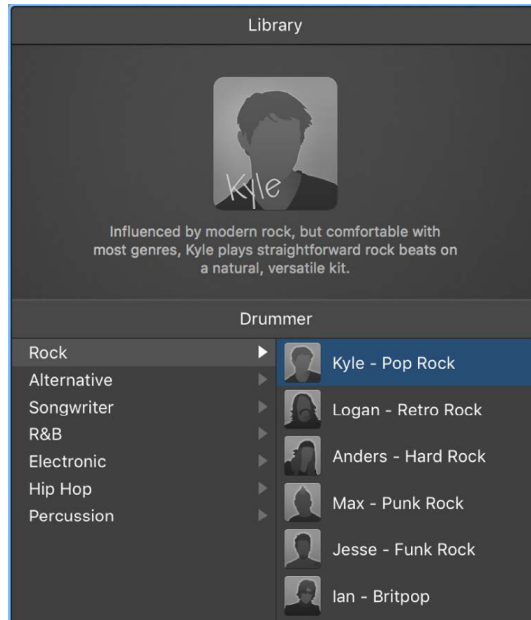 Library
Kyle
Influenced by modern rock, but comfortable with
most genres, Kyle plays straightforward rock beats on
a natural, versatile kit.
Drummer
Rock
Alternative
Songwriter
R&B
Electronic
Hip Hop
Percussion
Kyle - Pop Rock
Logan - Retro Rock
Anders - Hard Rock
Max - Punk Rock
Jesse - Funk Rock
Ian - Britpop